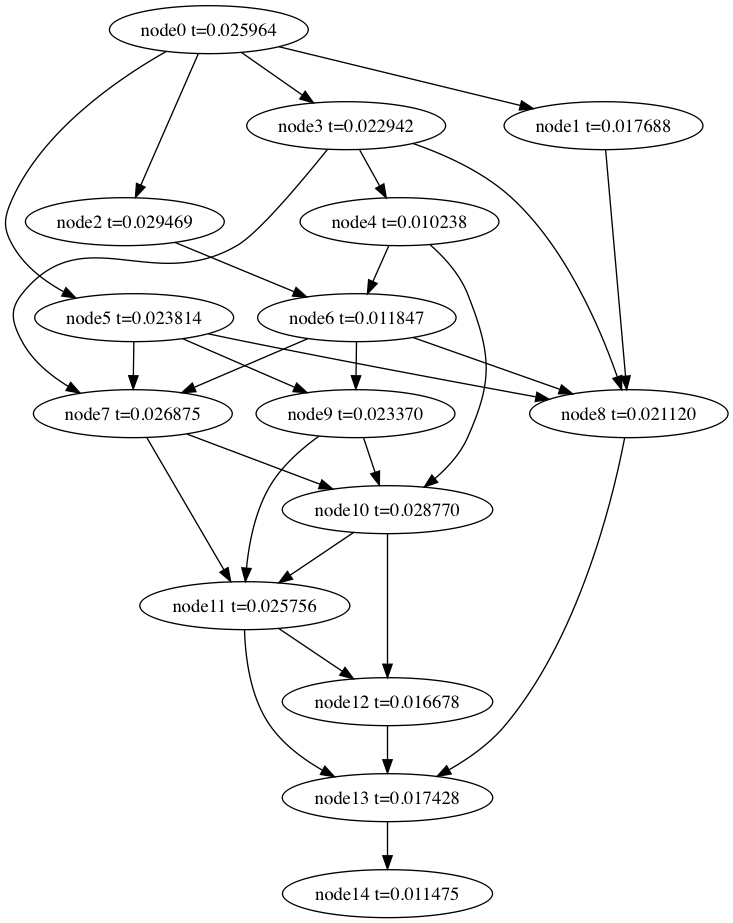 node0 t=0.025964
node3 t=0.022942
node1 t=0.017688
node2 t=0.029469
node4 t=0.010238
node5 t=0.023814
node6 t=0.011847
node7 t=0.026875
node9 t=0.023370
node8 t=0.021120
node10 t=0.028770
node11 t=0.025756
node12 t=0.016678
node13 t=0.017428
node14 t=0.011475